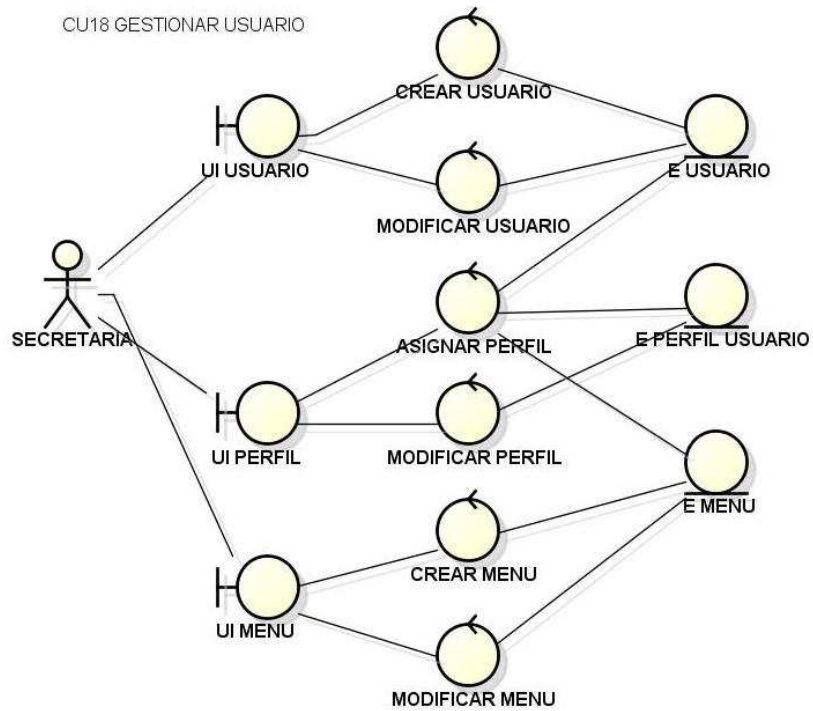 CU18 GESTIONAR USUARIO
CREAR USUARIO
UI USUARIO
E USUARIO
MODIFICAR USUARIO
SECRETARIA
ASIGNAR PERFIL
E PERFIL USUARIO
UI PERFIL
MODIFICAR PERFIL
E MENU
CREAR MENU
UI MENU
MODIFICAR MENU